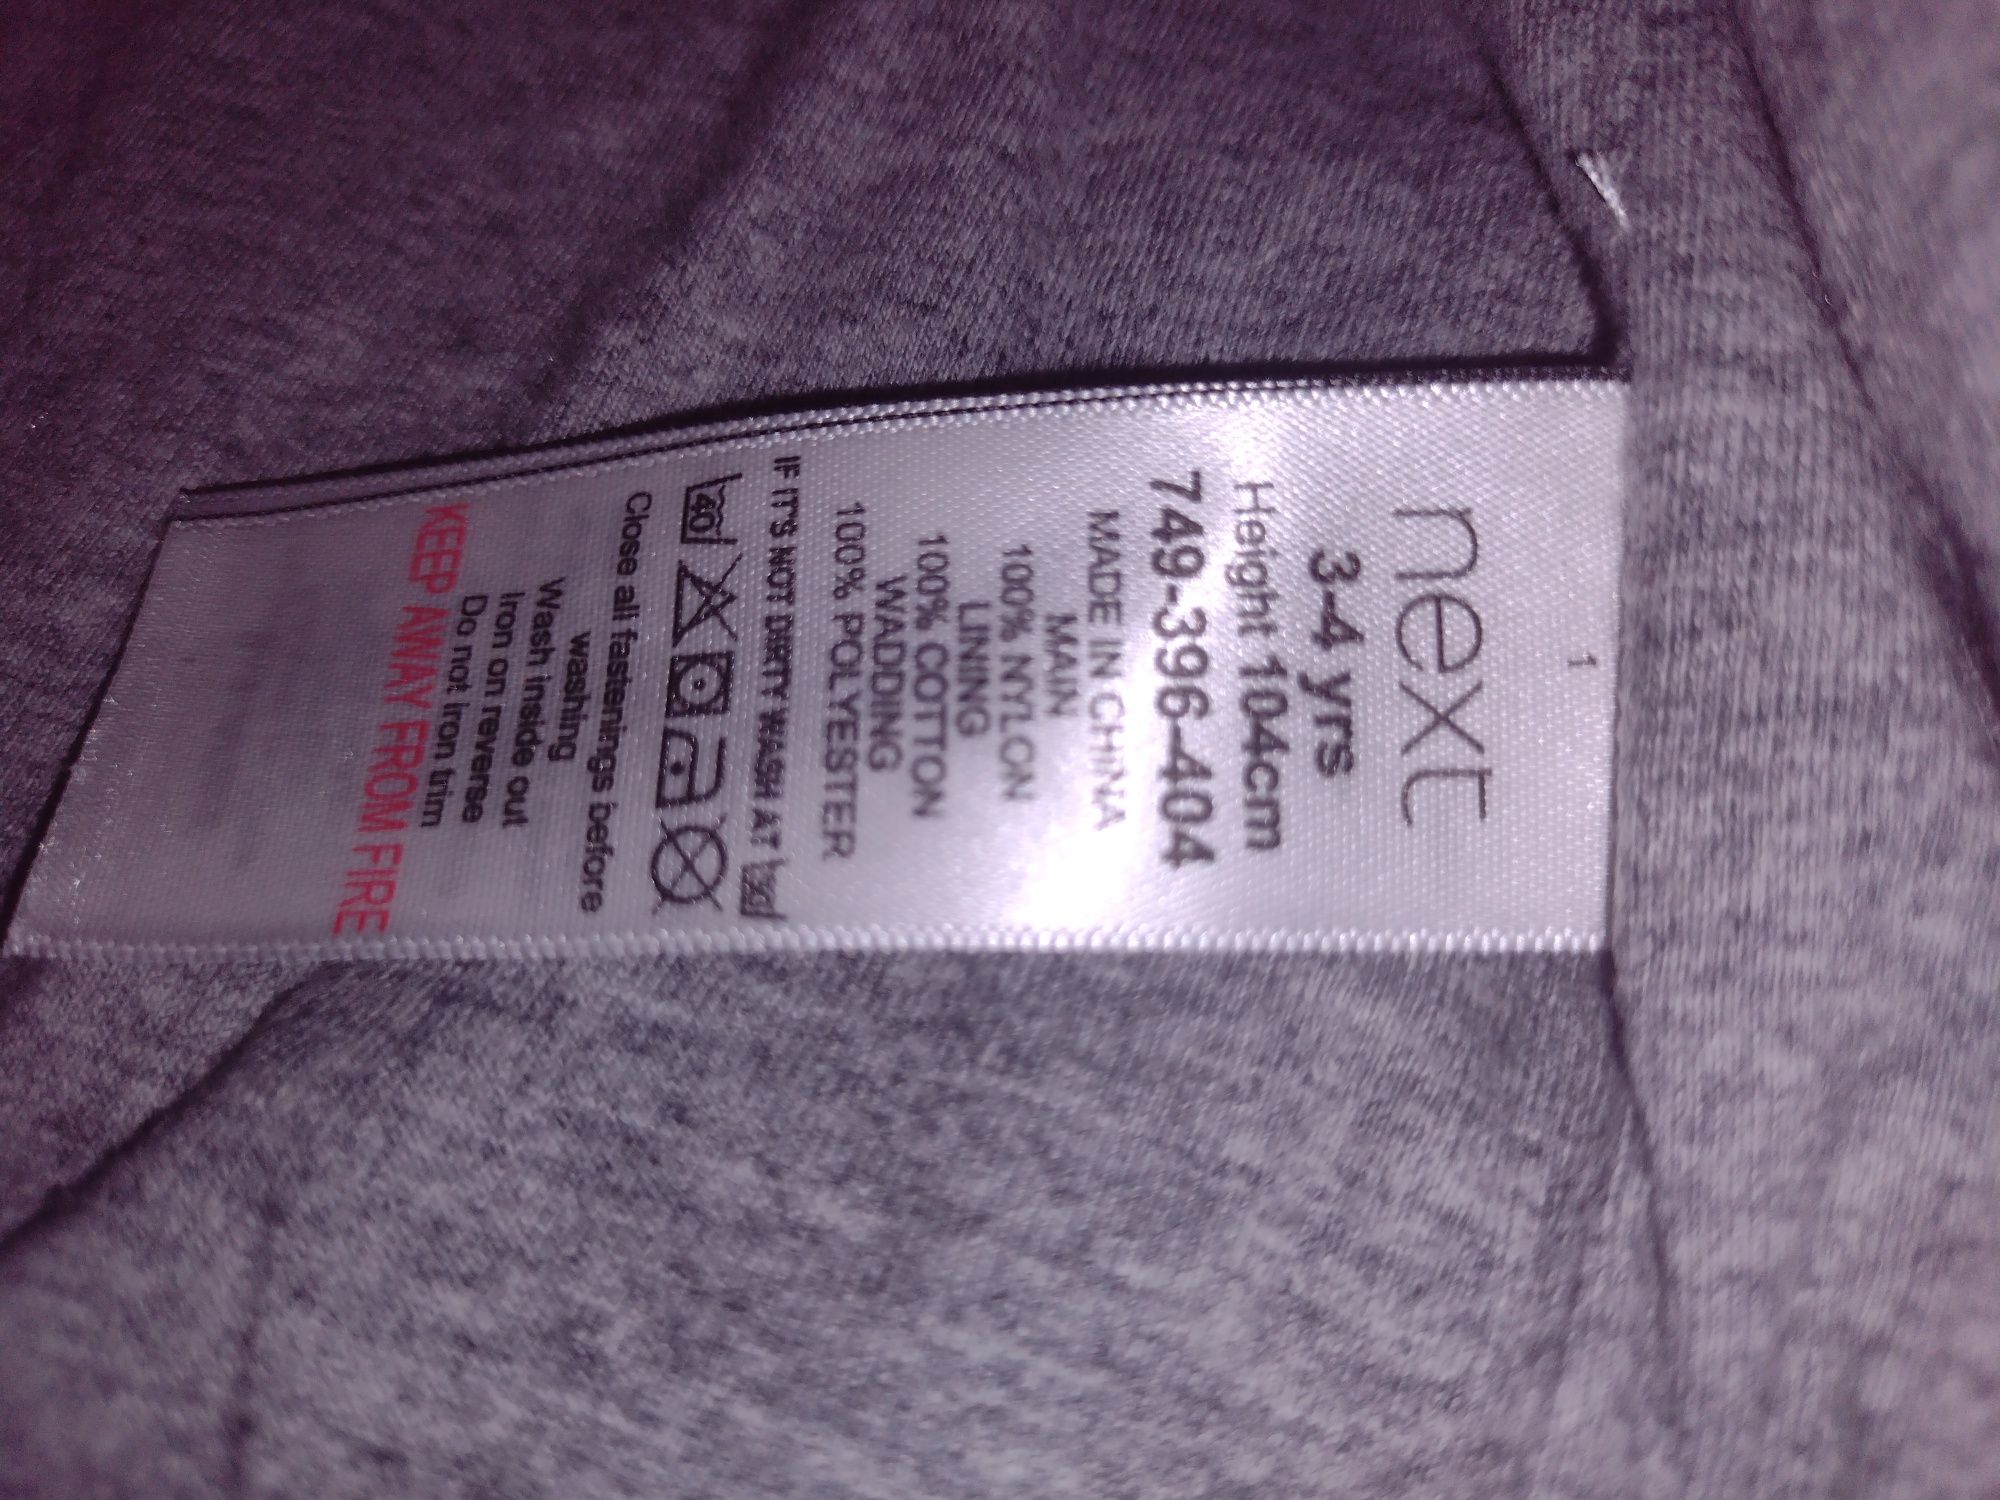 1
next
3-4 yrs
Height 104cm
749-396-404
MADE IN CHINA
MAIN
100% NYLON
LINING
100% COTTON
WADDING
100% POLYESTER
IF IT'S NOT DIRTY WASH AT 30
40
Close all fastenings before
washing
Wash inside out
Iron on reverse
Do not iron trim
KEEP AWAY FROM FIRE